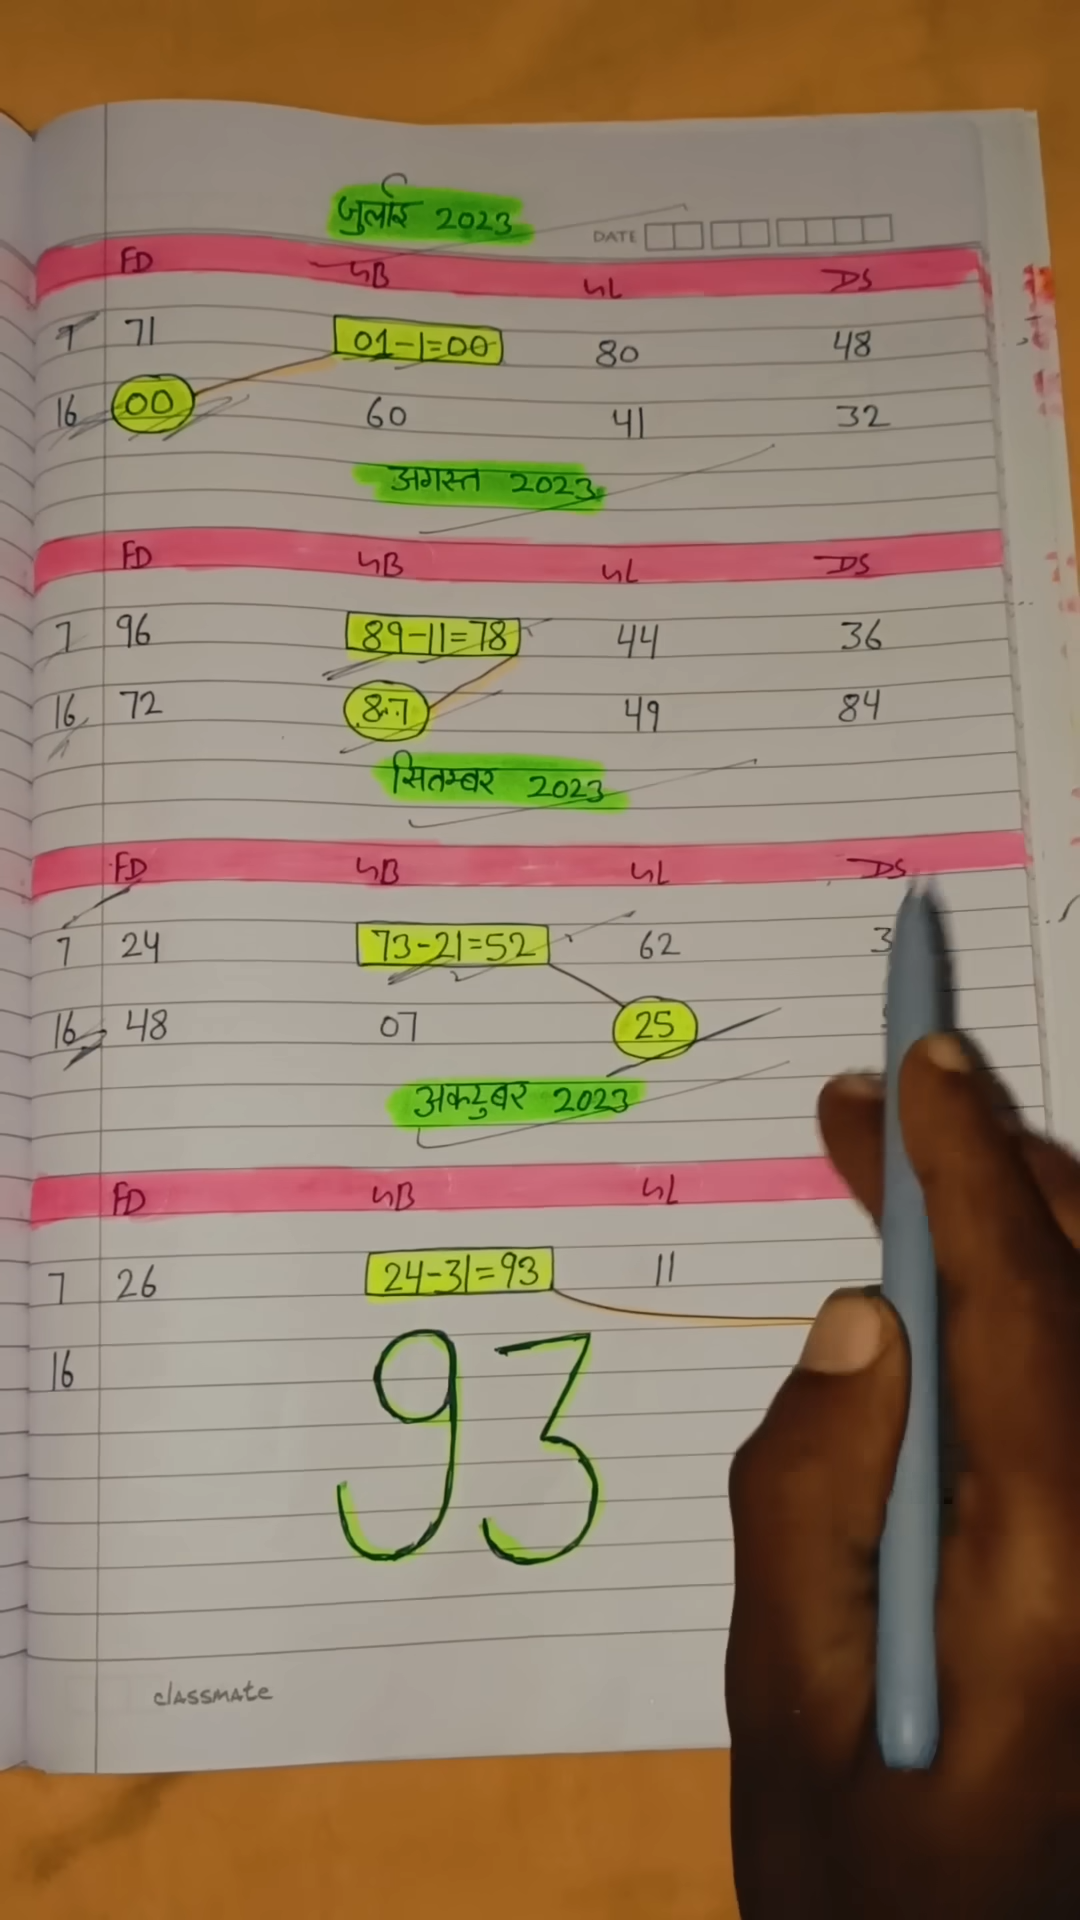 जुलाई 2023
DATE
FD GB GL DS
7 71 01-1=00 80 48
16 00 60 41 32
अगस्त 2023
FD GB GL DS
7 96 89-11=78 44 36
16 72 87 49 84
सितम्बर 2023
FD GB GL DS
7 24 73-21=52 62 3
16 48 07 25
अकटुबर 2023
FD GB GL
7 26 24-31=93 11
16
93
classmate